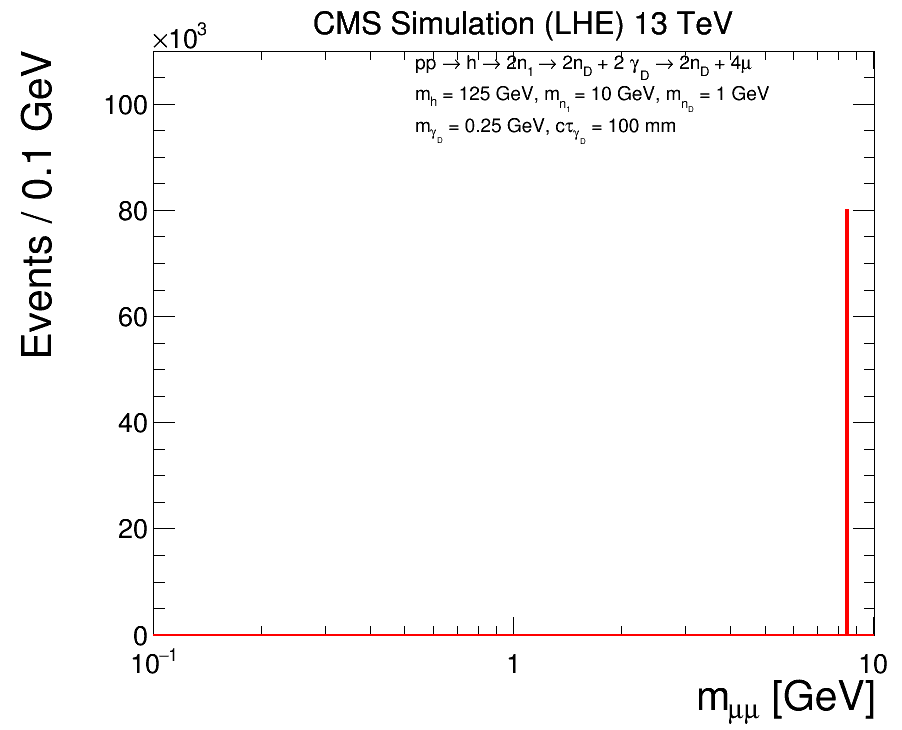 CMS Simulation (LHE) 13 TeV
×10³
pp → h → 2n₁ → 2n_D + 2 γ_D → 2n_D + 4μ
m_h = 125 GeV, m_n₁ = 10 GeV, m_n_D = 1 GeV
m_γ_D = 0.25 GeV, cτ_γ_D = 100 mm
Events / 0.1 GeV
100
80
60
40
20
0
10⁻¹ 1 10
m_μμ [GeV]